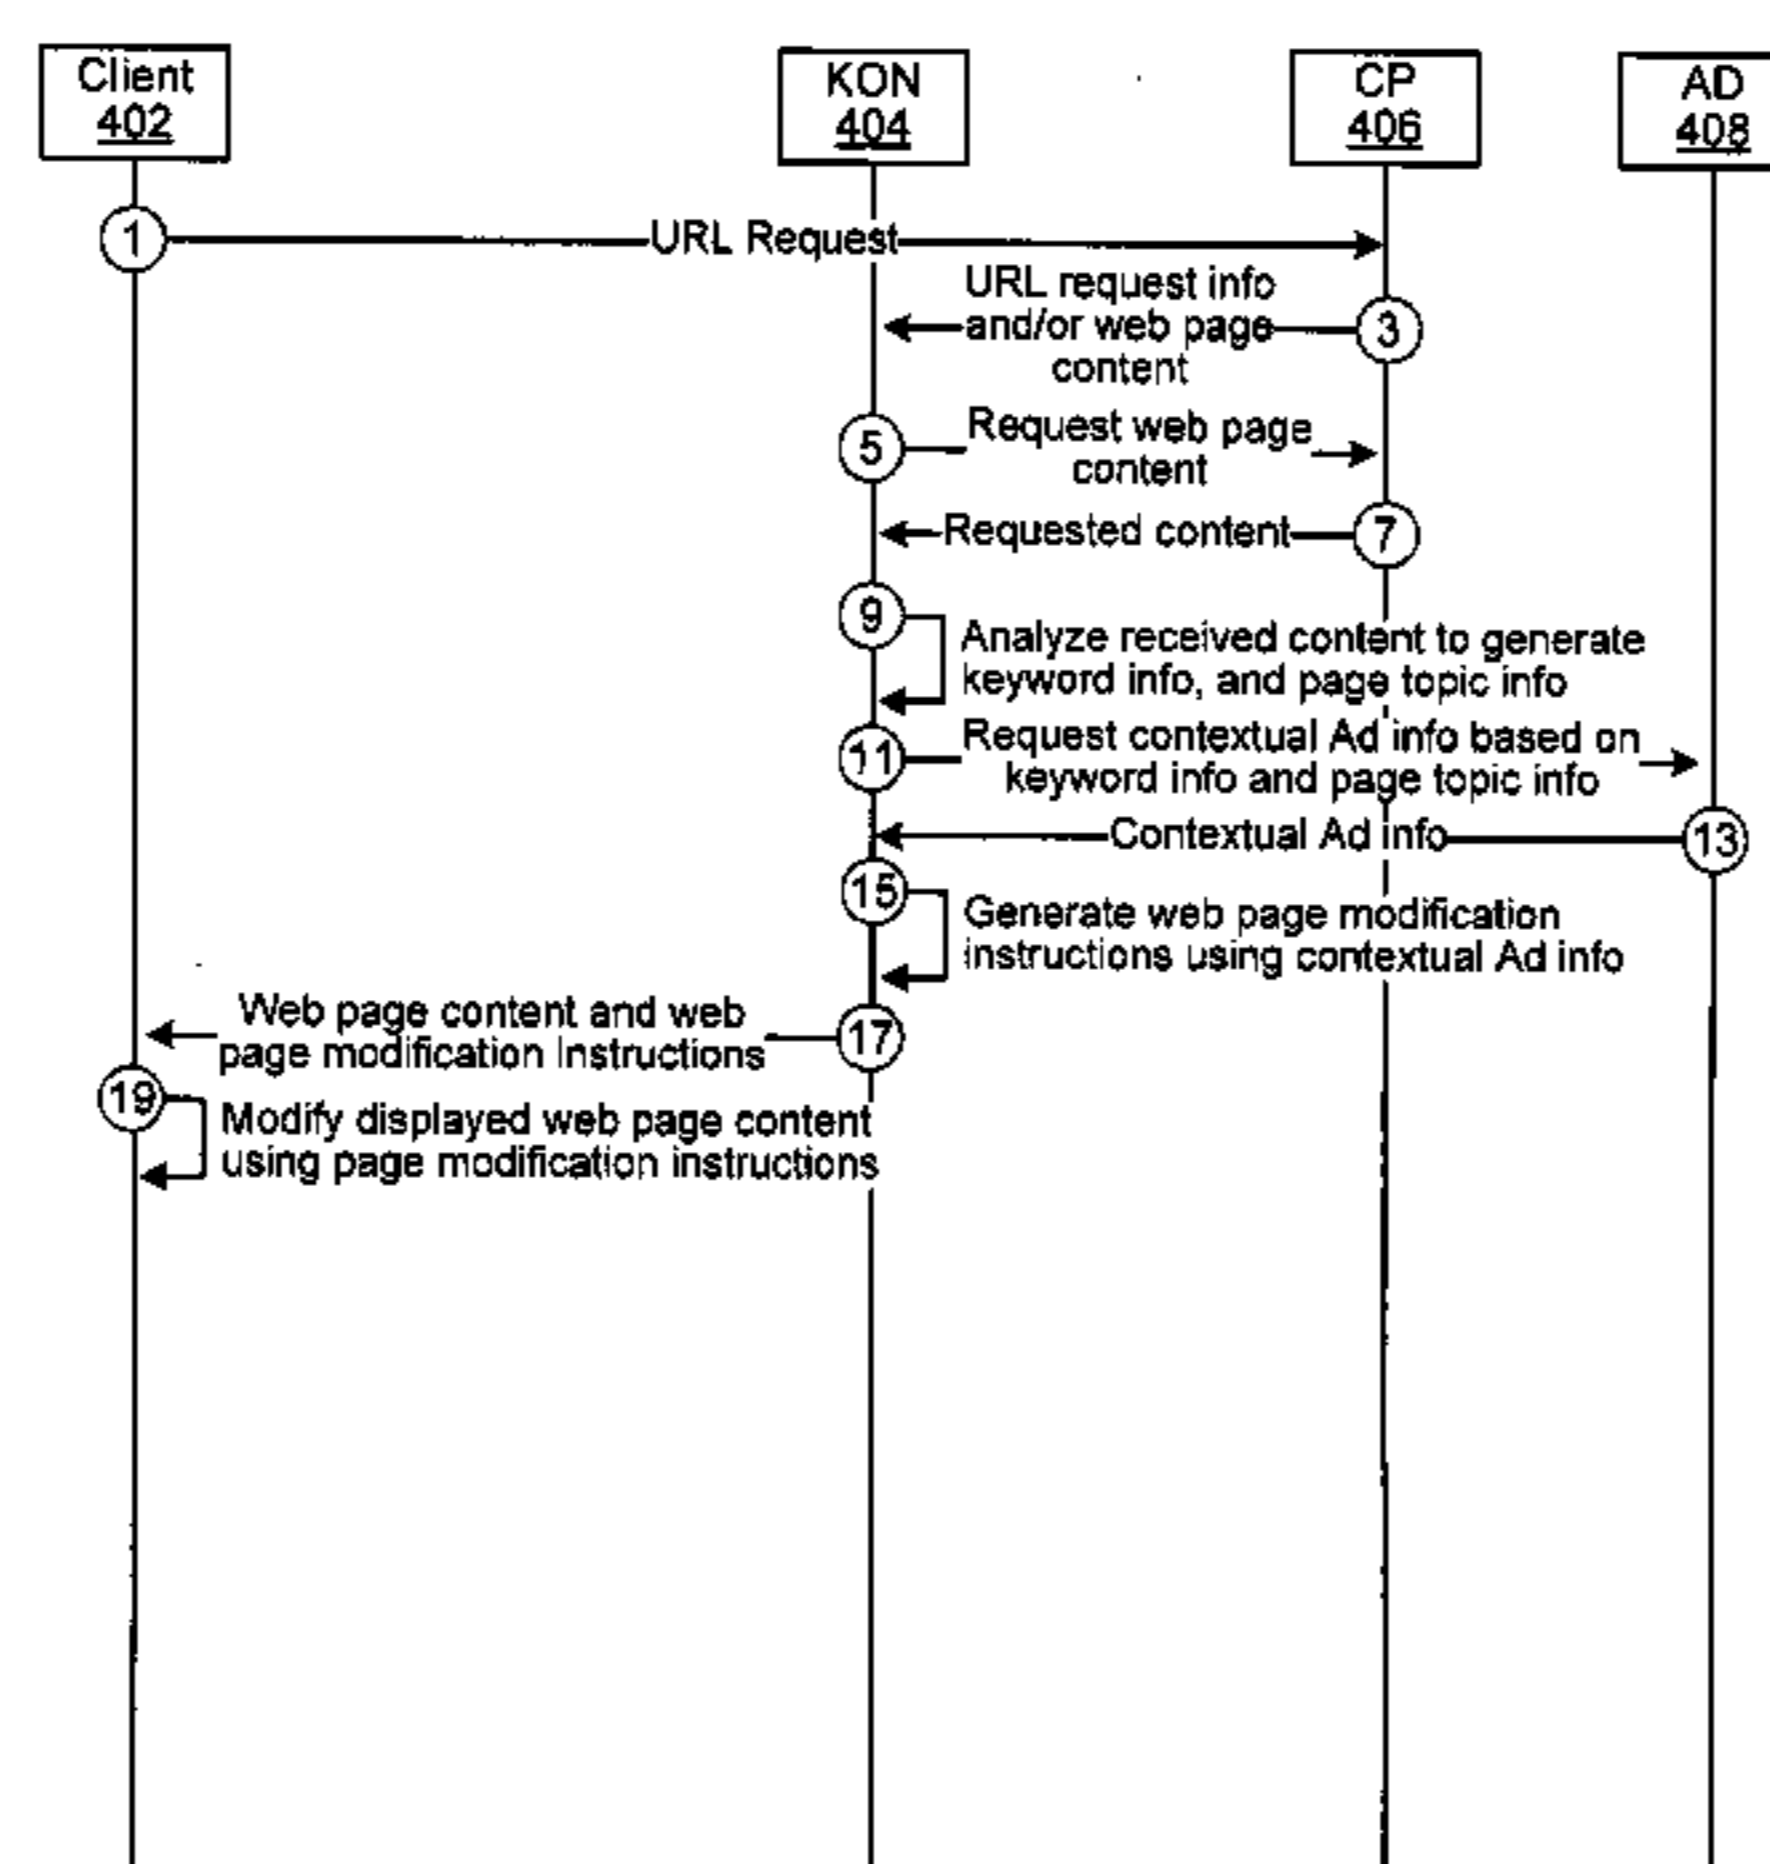 Client
402
KON
404
CP
406
AD
408
1
URL Request
URL request info
and/or web page
content
3
5
Request web page
content
Requested content
7
9
Analyze received content to generate
keyword info, and page topic info
11
Request contextual Ad info based on
keyword info and page topic info
Contextual Ad info
13
15
Generate web page modification
instructions using contextual Ad info
Web page content and web
page modification Instructions
17
19
Modify displayed web page content
using page modification instructions